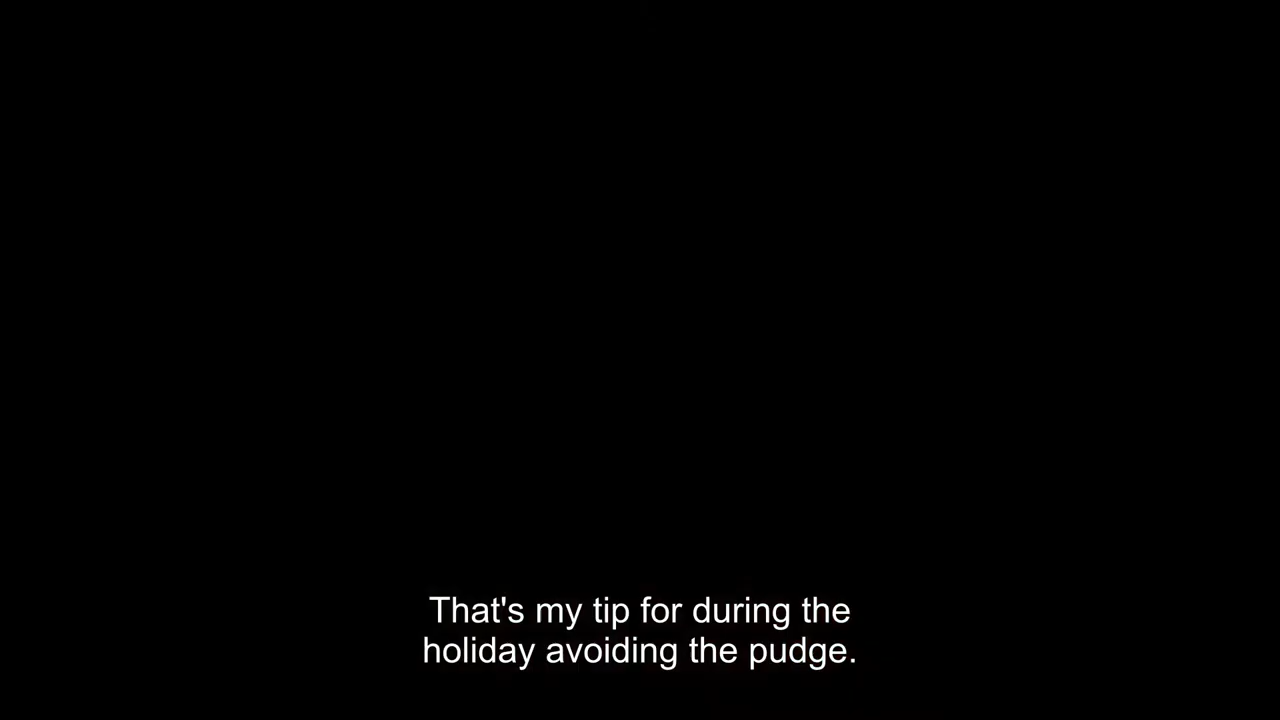 That's my tip for during the
holiday avoiding the pudge.